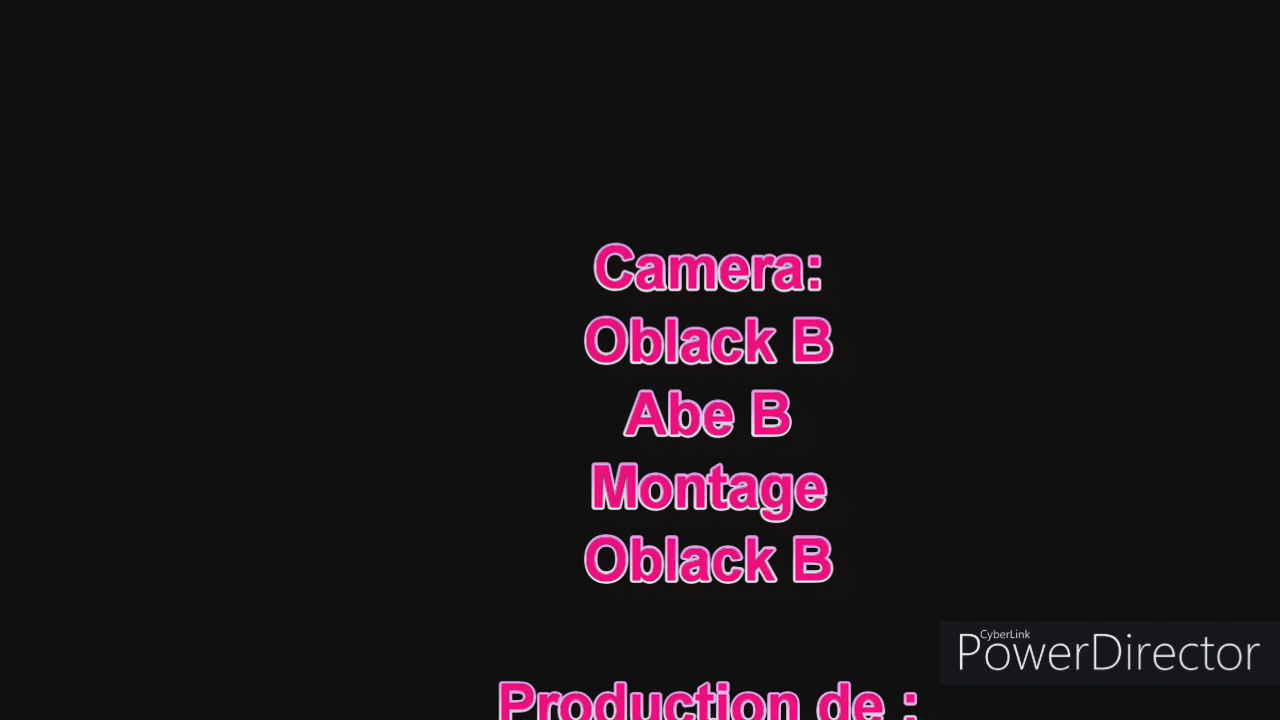 Camera:
Oblack B
Abe B
Montage
Oblack B
Production de :
CyberLink
PowerDirector